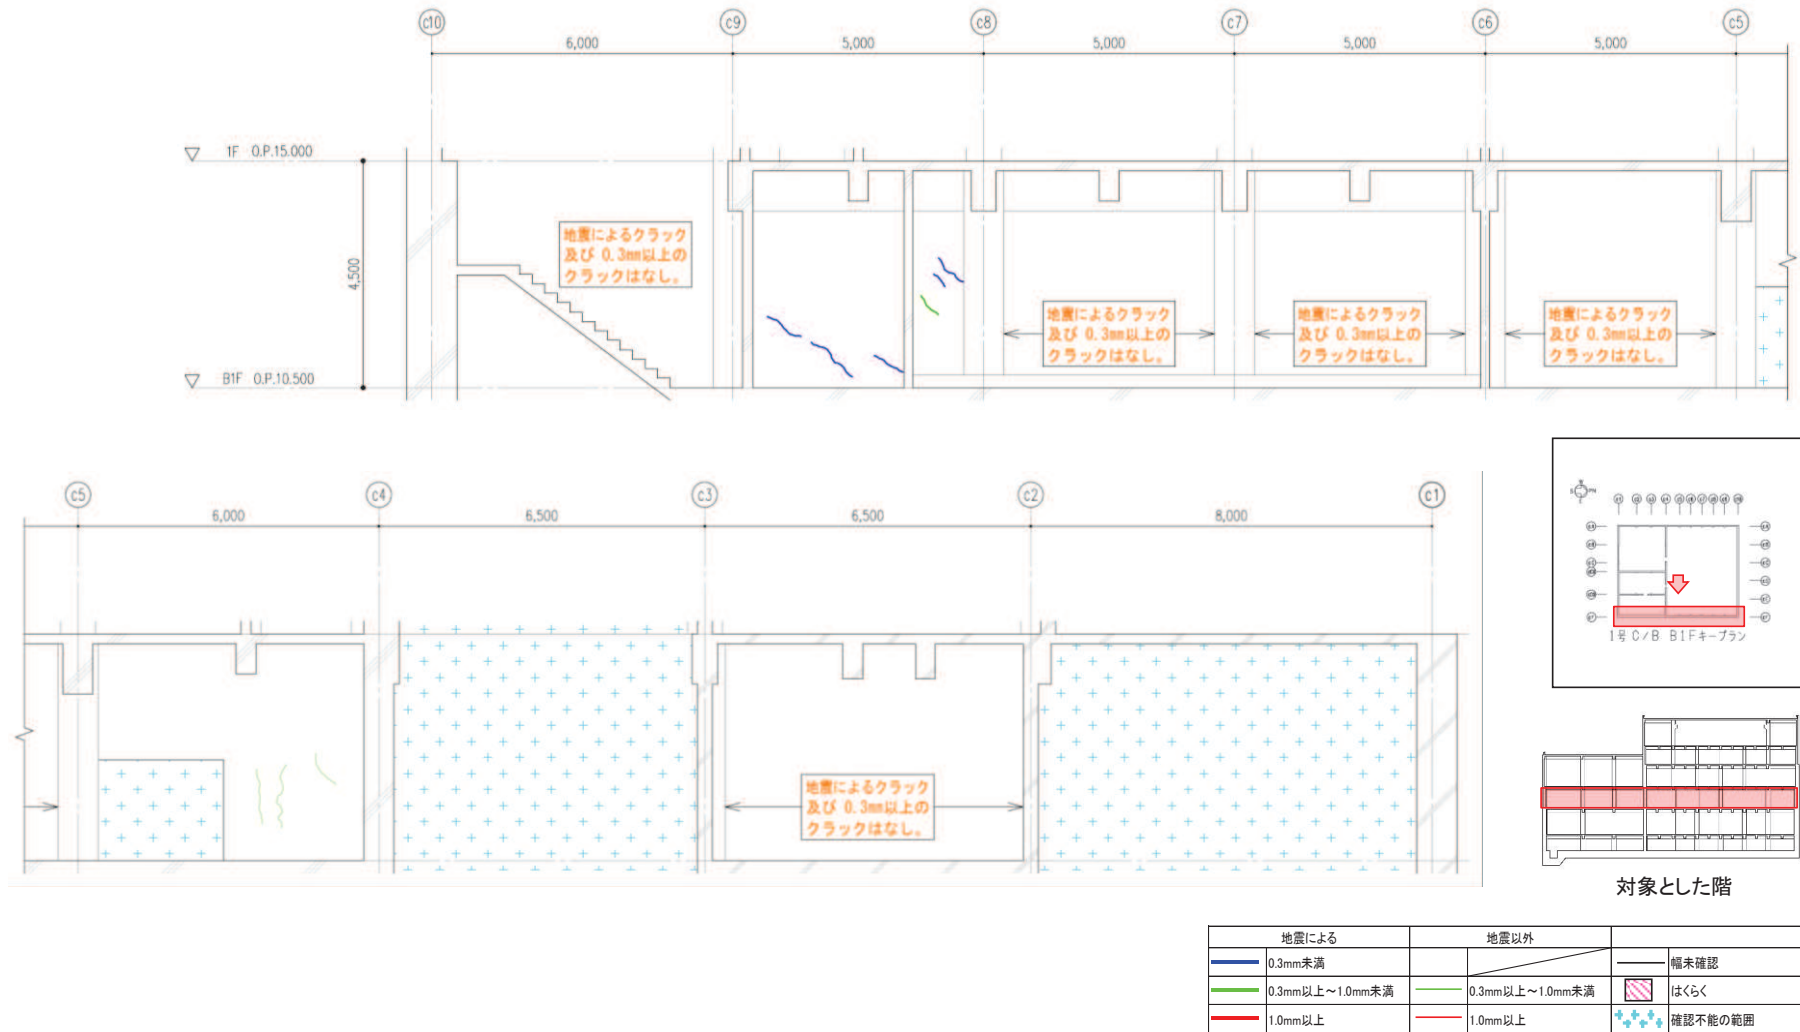 c10 c9 c8 c7 c6 c5
6,000 5,000 5,000 5,000 5,000
1F O.P.15.000
4,500
B1F O.P.10.500
地震によるクラック
及び 0.3mm以上の
クラックはなし。
地震によるクラック
及び 0.3mm以上の
クラックはなし。
地震によるクラック
及び 0.3mm以上の
クラックはなし。
地震によるクラック
及び 0.3mm以上の
クラックはなし。
c5 c4 c3 c2 c1
6,000 6,500 6,500 8,000
地震によるクラック
及び 0.3mm以上の
クラックはなし。
1号 C/B B1Fキープラン
対象とした階
地震による 地震以外
0.3mm未満 幅未確認
0.3mm以上～1.0mm未満 0.3mm以上～1.0mm未満 はくらく
1.0mm以上 1.0mm以上 確認不能の範囲